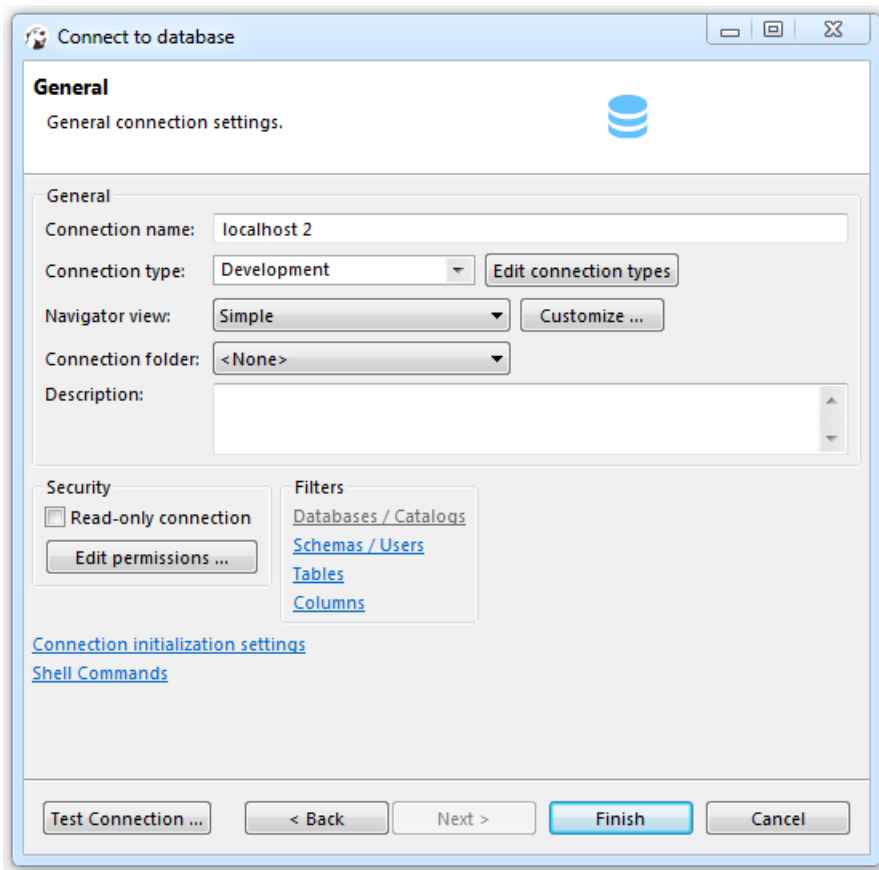 Connect to database
General
General connection settings.
General
Connection name: localhost 2
Connection type: Development Edit connection types
Navigator view: Simple Customize ...
Connection folder: <None>
Description:
Security Filters
Read-only connection Databases / Catalogs
Edit permissions ... Schemas / Users
Tables
Columns
Connection initialization settings
Shell Commands
Test Connection ... < Back Next > Finish Cancel